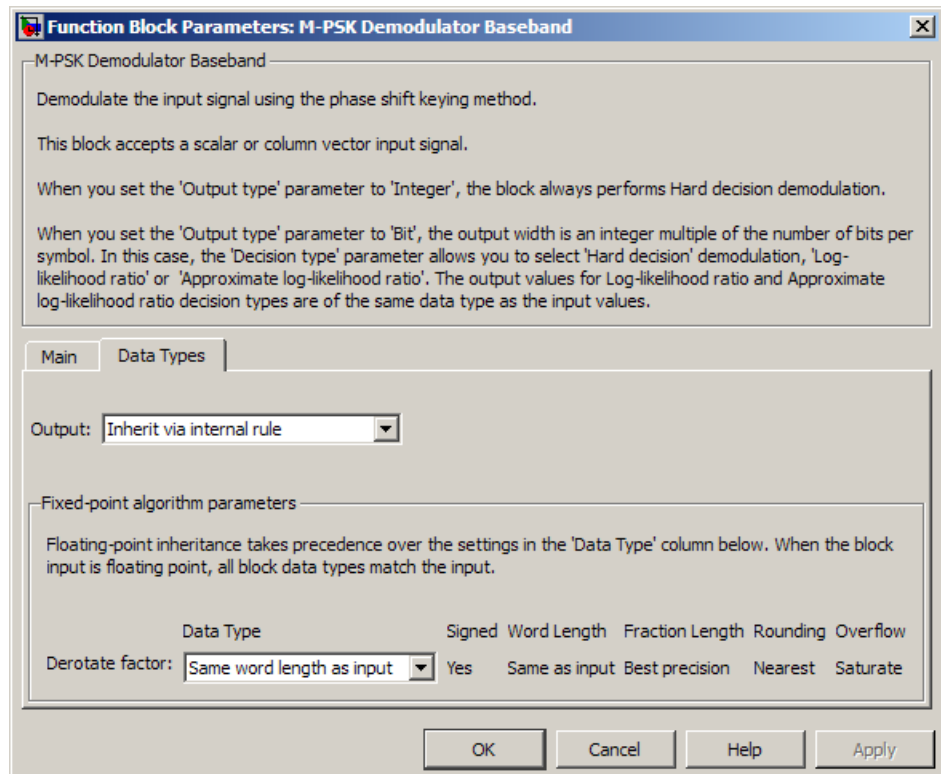 Function Block Parameters: M-PSK Demodulator Baseband
M-PSK Demodulator Baseband
Demodulate the input signal using the phase shift keying method.
This block accepts a scalar or column vector input signal.
When you set the 'Output type' parameter to 'Integer', the block always performs Hard decision demodulation.
When you set the 'Output type' parameter to 'Bit', the output width is an integer multiple of the number of bits per
symbol. In this case, the 'Decision type' parameter allows you to select 'Hard decision' demodulation, 'Log-
likelihood ratio' or 'Approximate log-likelihood ratio'. The output values for Log-likelihood ratio and Approximate
log-likelihood ratio decision types are of the same data type as the input values.
Main Data Types
Output: Inherit via internal rule
Fixed-point algorithm parameters
Floating-point inheritance takes precedence over the settings in the 'Data Type' column below. When the block
input is floating point, all block data types match the input.
Data Type Signed Word Length Fraction Length Rounding Overflow
Derotate factor: Same word length as input Yes Same as input Best precision Nearest Saturate
OK Cancel Help Apply